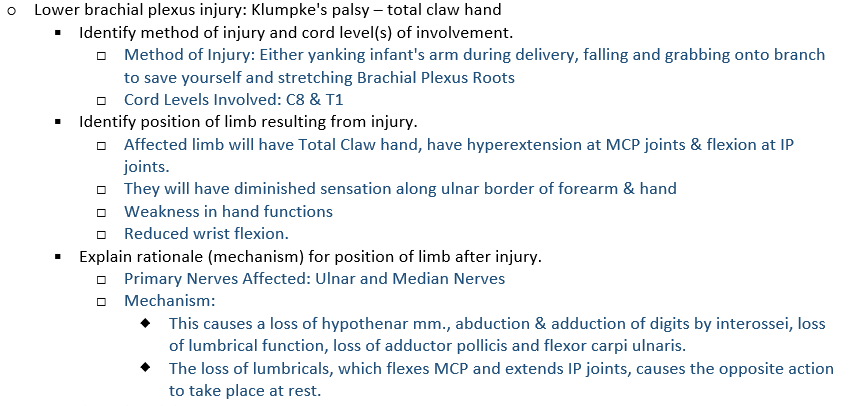 Lower brachial plexus injury: Klumpke's palsy – total claw hand
Identify method of injury and cord level(s) of involvement.
Method of Injury: Either yanking infant's arm during delivery, falling and grabbing onto branch
to save yourself and stretching Brachial Plexus Roots
Cord Levels Involved: C8 & T1
Identify position of limb resulting from injury.
Affected limb will have Total Claw hand, have hyperextension at MCP joints & flexion at IP
joints.
They will have diminished sensation along ulnar border of forearm & hand
Weakness in hand functions
Reduced wrist flexion.
Explain rationale (mechanism) for position of limb after injury.
Primary Nerves Affected: Ulnar and Median Nerves
Mechanism:
This causes a loss of hypothenar mm., abduction & adduction of digits by interossei, loss
of lumbrical function, loss of adductor pollicis and flexor carpi ulnaris.
The loss of lumbricals, which flexes MCP and extends IP joints, causes the opposite action
to take place at rest.